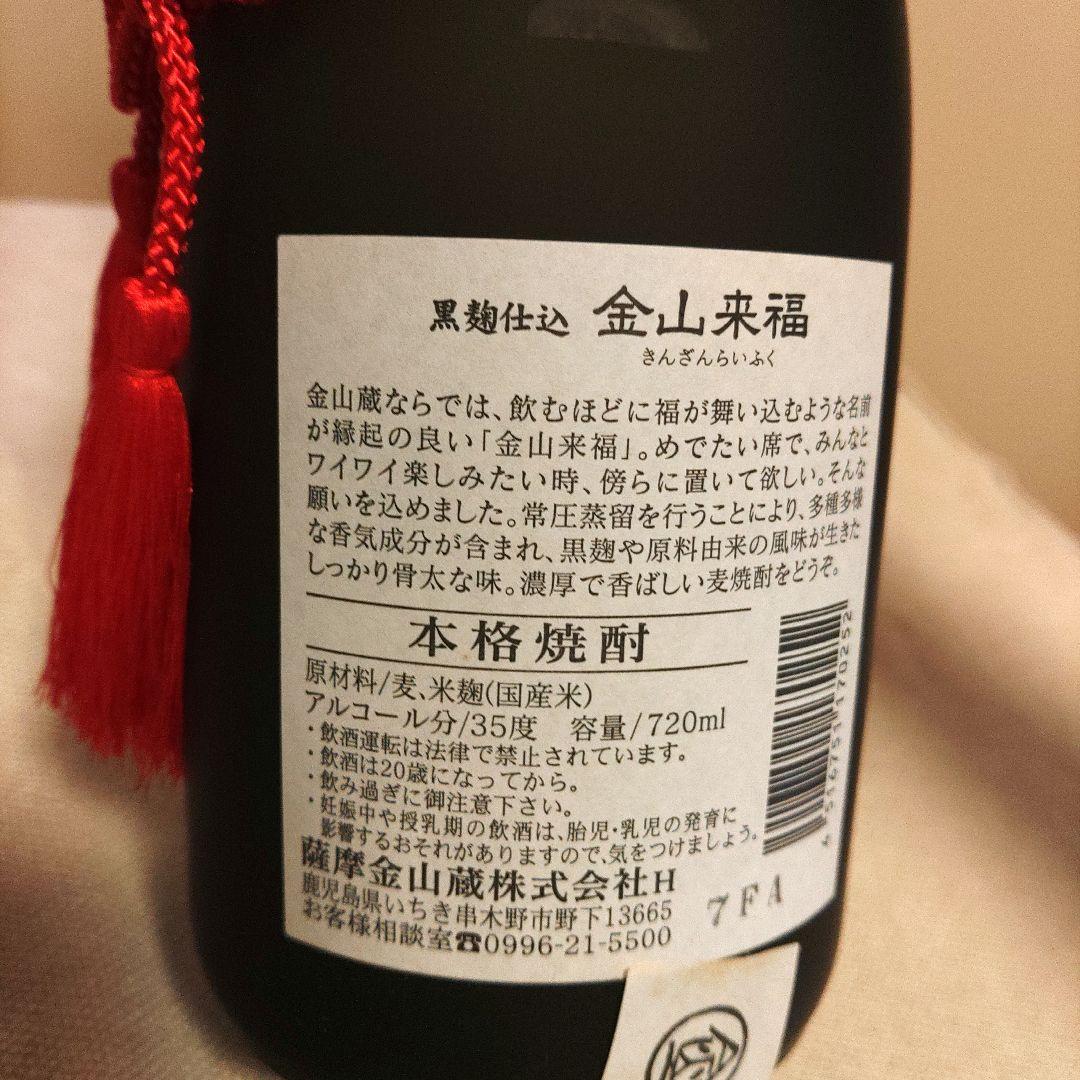 黒麹仕込 金山来福
きんざんらいふく
金山蔵ならでは、飲むほどに福が舞い込むような名前
が縁起の良い「金山来福」。めでたい席で、みんなと
ワイワイ楽しみたい時、傍らに置いて欲しい。そんな
願いを込めました。常圧蒸留を行うことにより、多種多様
な香気成分が含まれ、黒麹や原料由来の風味が生きた
しっかり骨太な味。濃厚で香ばしい麦焼酎をどうぞ。
本格焼酎
原材料/麦、米麹(国産米)
アルコール分/35度 容量/720ml
・飲酒運転は法律で禁止されています。
・飲酒は20歳になってから。
・飲み過ぎに御注意下さい。
・妊娠中や授乳期の飲酒は、胎児・乳児の発育に
影響するおそれがありますので、気をつけましょう。
薩摩金山蔵株式会社H
鹿児島県いちき串木野市野下13665
お客様相談室☎0996-21-5500
4516751170252
7FA